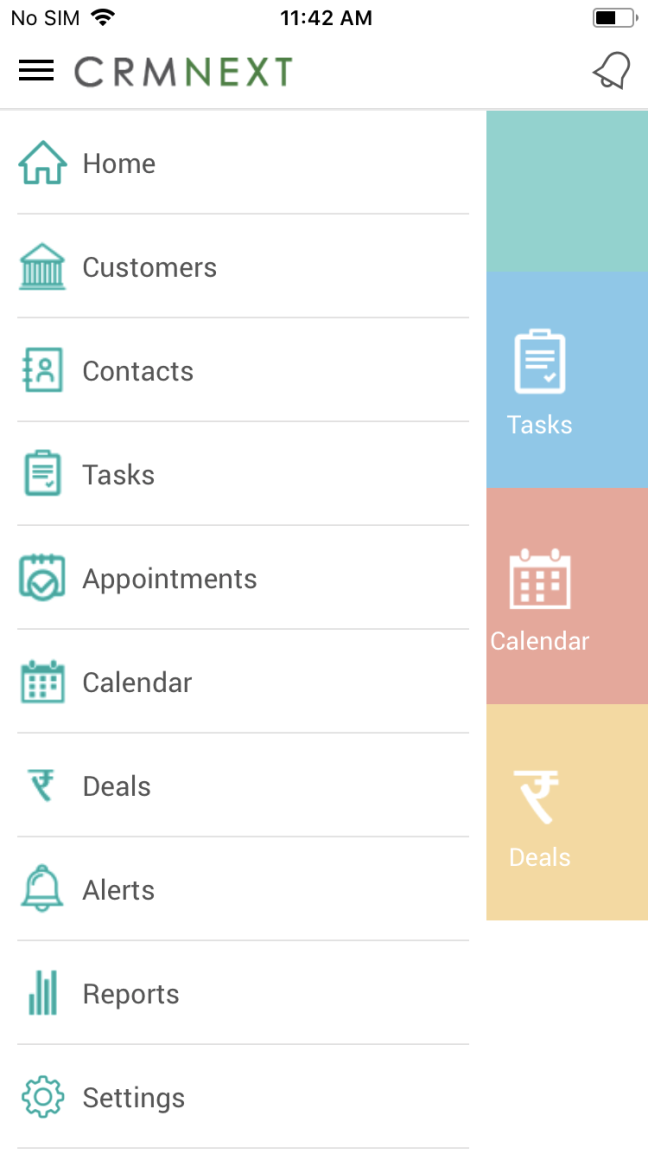 No SIM 11:42 AM
CRMNEXT
Home
Customers
Contacts
Tasks
Appointments
Calendar
₹ Deals
Alerts
Reports
Settings
Tasks
Calendar
₹
Deals